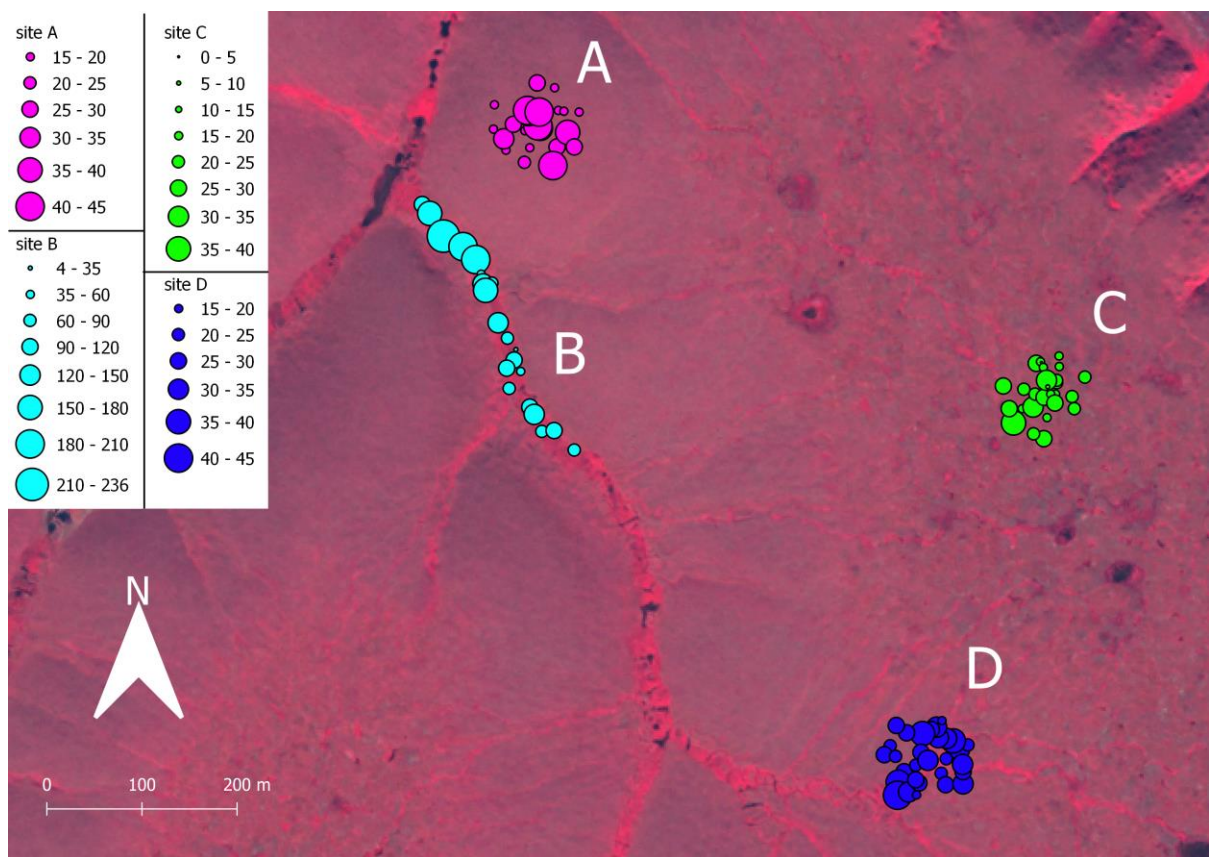 site A
15 - 20
20 - 25
25 - 30
30 - 35
35 - 40
40 - 45
site B
4 - 35
35 - 60
60 - 90
90 - 120
120 - 150
150 - 180
180 - 210
210 - 236
site C
0 - 5
5 - 10
10 - 15
15 - 20
20 - 25
25 - 30
30 - 35
35 - 40
site D
15 - 20
20 - 25
25 - 30
30 - 35
35 - 40
40 - 45
A
B
C
D
N
0 100 200 m